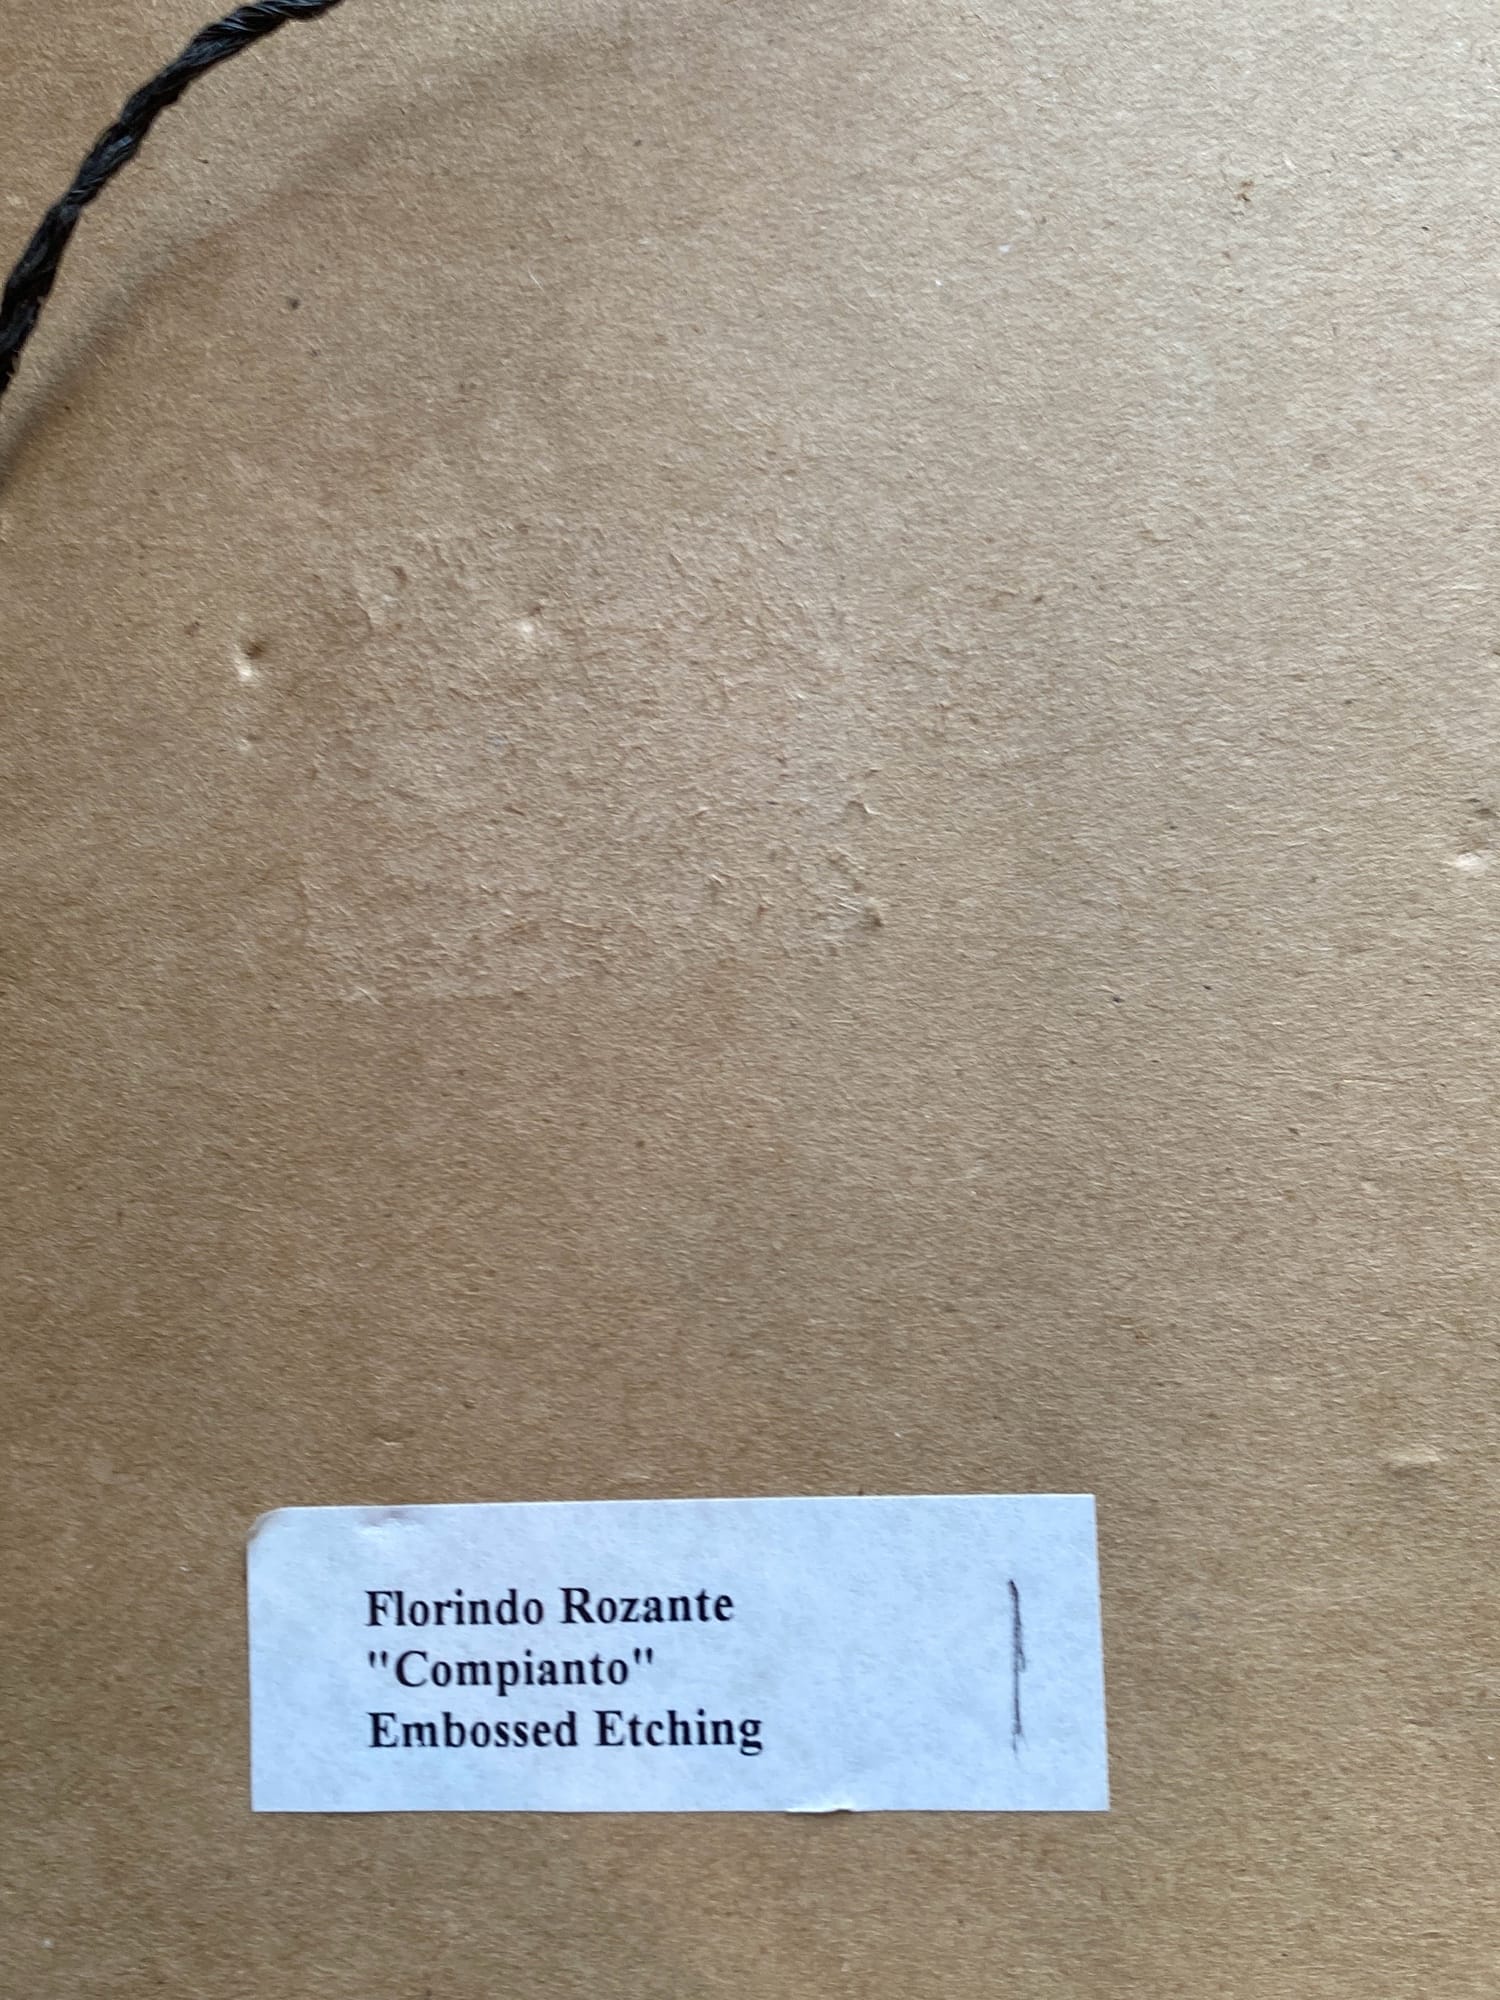 Florindo Rozante
"Compianto"
Embossed Etching